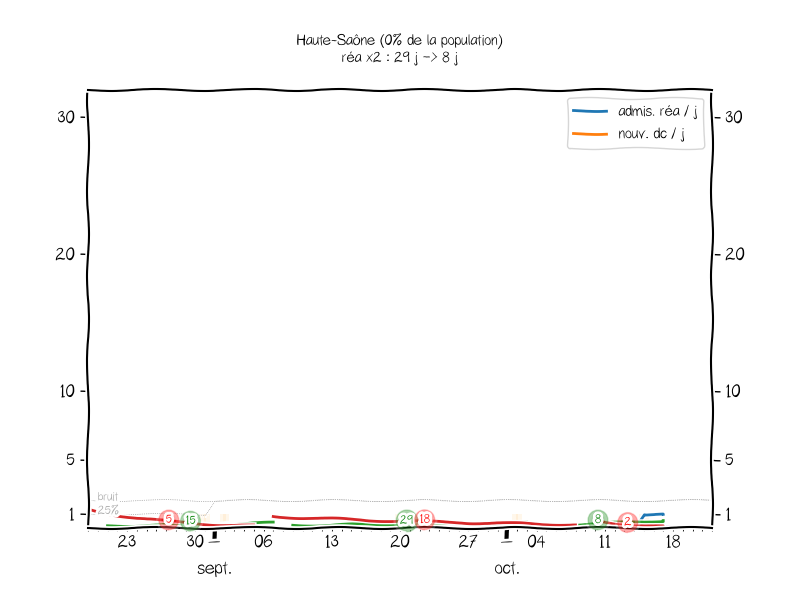 Haute-Saône (0% de la population)
réa x2 : 29 j -> 8 j
admis. réa / j
nouv. dc / j
30 30
20 20
10 10
5 5
bruit
25%
1 1
5 15 29 18 8 2
23 30 06 13 20 27 04 11 18
sept. oct.